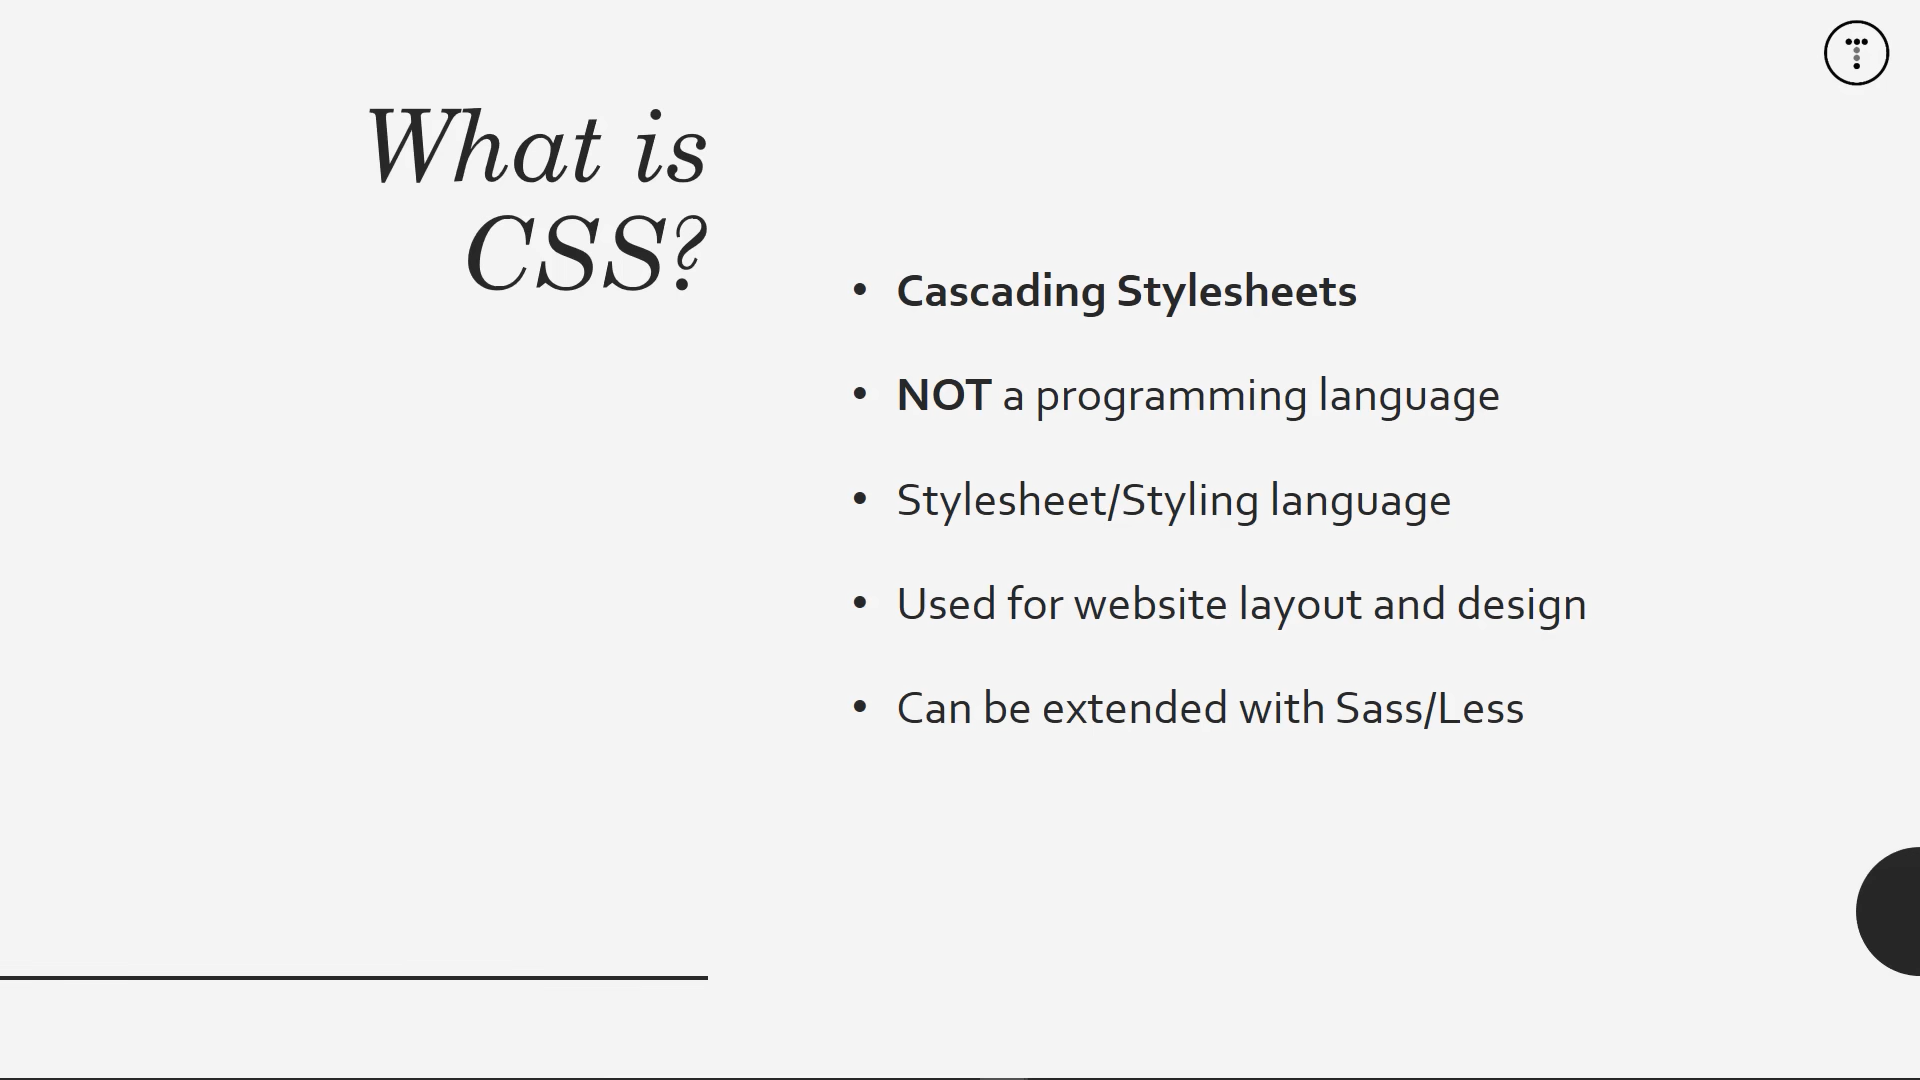 What is
CSS?
• Cascading Stylesheets
• NOT a programming language
• Stylesheet/Styling language
• Used for website layout and design
• Can be extended with Sass/Less
T